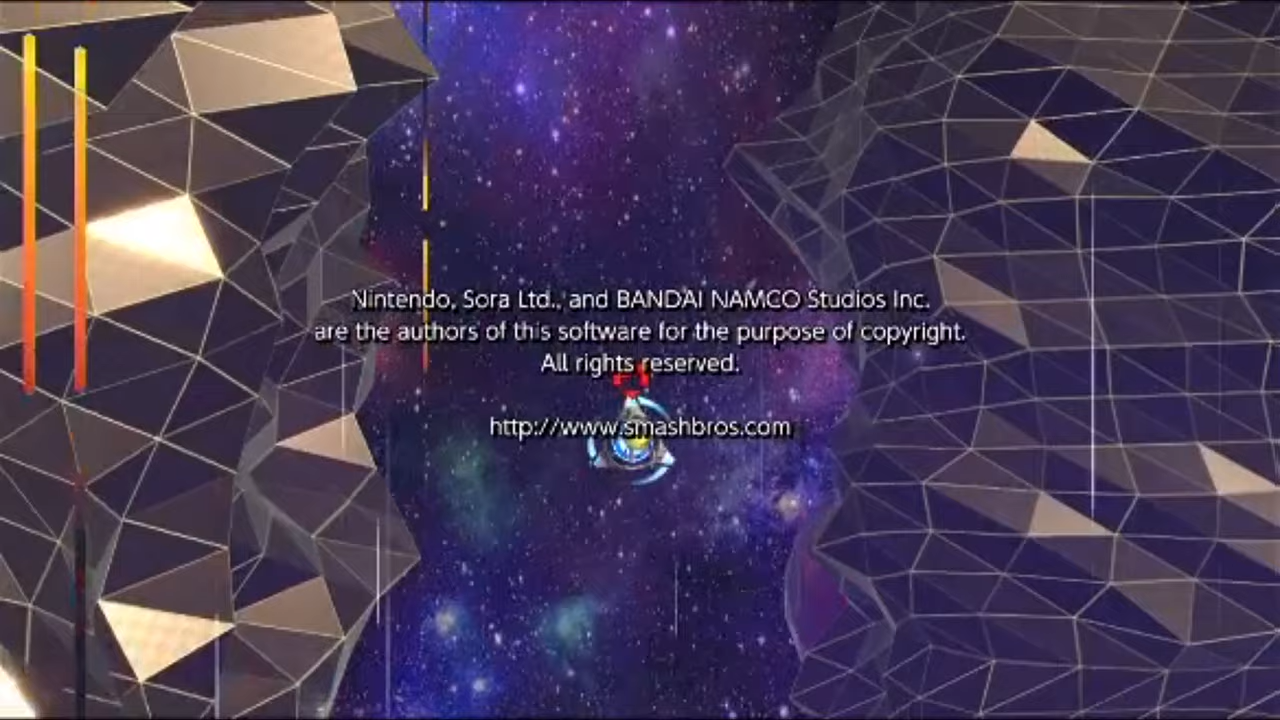 Nintendo, Sora Ltd., and BANDAI NAMCO Studios Inc.
are the authors of this software for the purpose of copyright.
All rights reserved.
http://www.smashbros.com